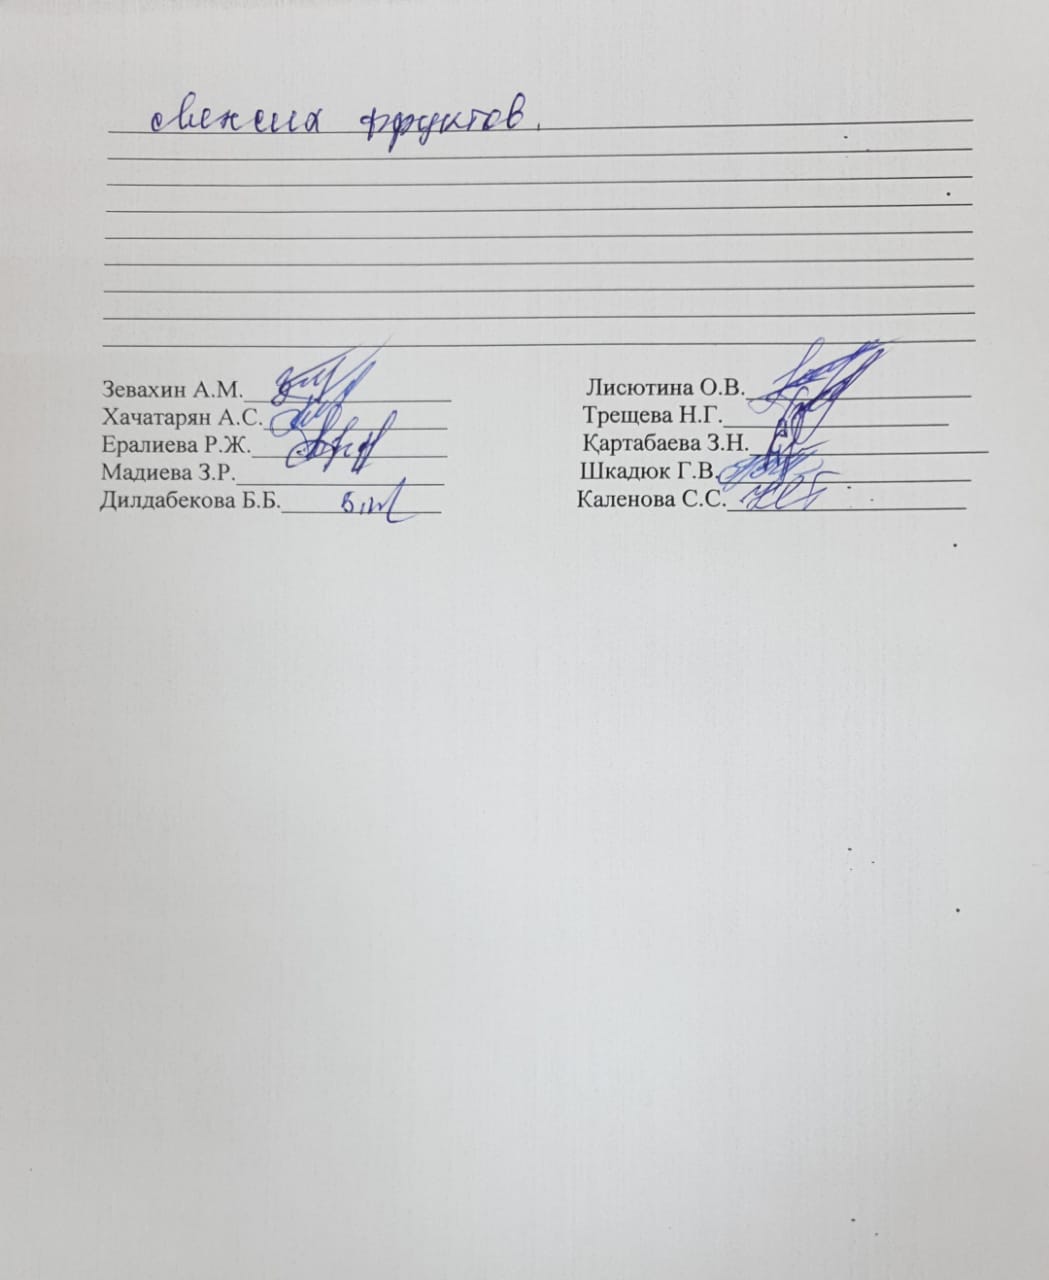 свежих фруктов.
Зевахин А.М.
Лисютина О.В.
Хачатарян А.С.
Трещева Н.Г.
Ералиева Р.Ж.
Қартабаева З.Н.
Мадиева З.Р.
Шкадюк Г.В.
Дилдабекова Б.Б.
Каленова С.С.